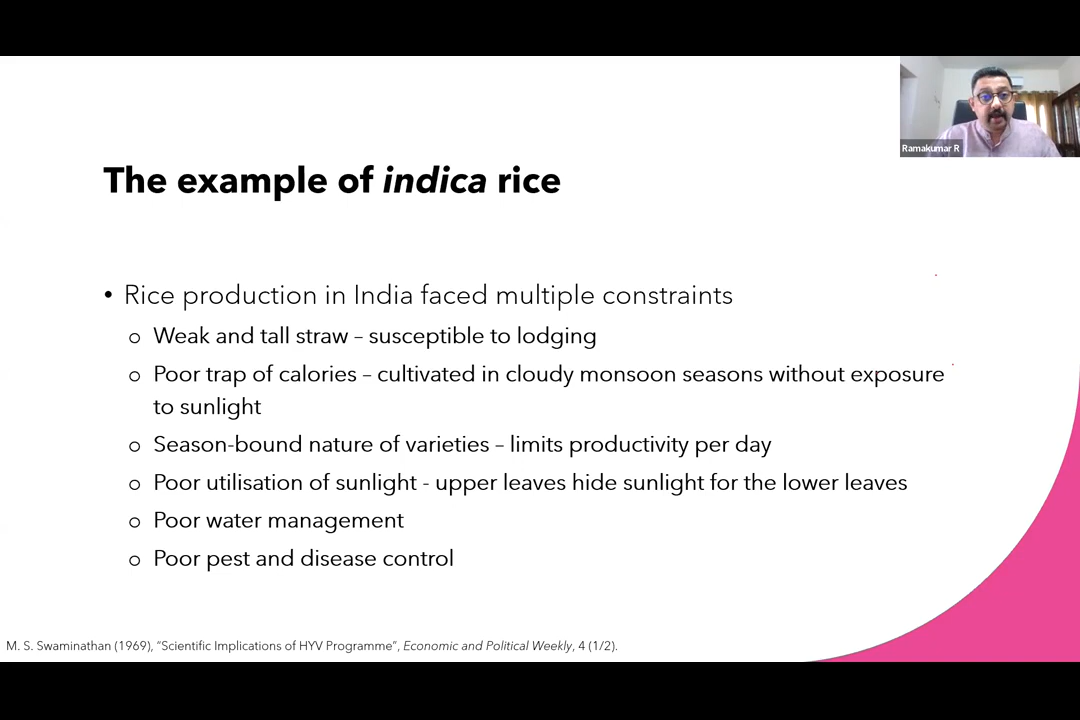 Ramakumar R
The example of indica rice
• Rice production in India faced multiple constraints
o Weak and tall straw – susceptible to lodging
o Poor trap of calories – cultivated in cloudy monsoon seasons without exposure
to sunlight
o Season-bound nature of varieties – limits productivity per day
o Poor utilisation of sunlight - upper leaves hide sunlight for the lower leaves
o Poor water management
o Poor pest and disease control
M. S. Swaminathan (1969), “Scientific Implications of HYV Programme”, Economic and Political Weekly, 4 (1/2).